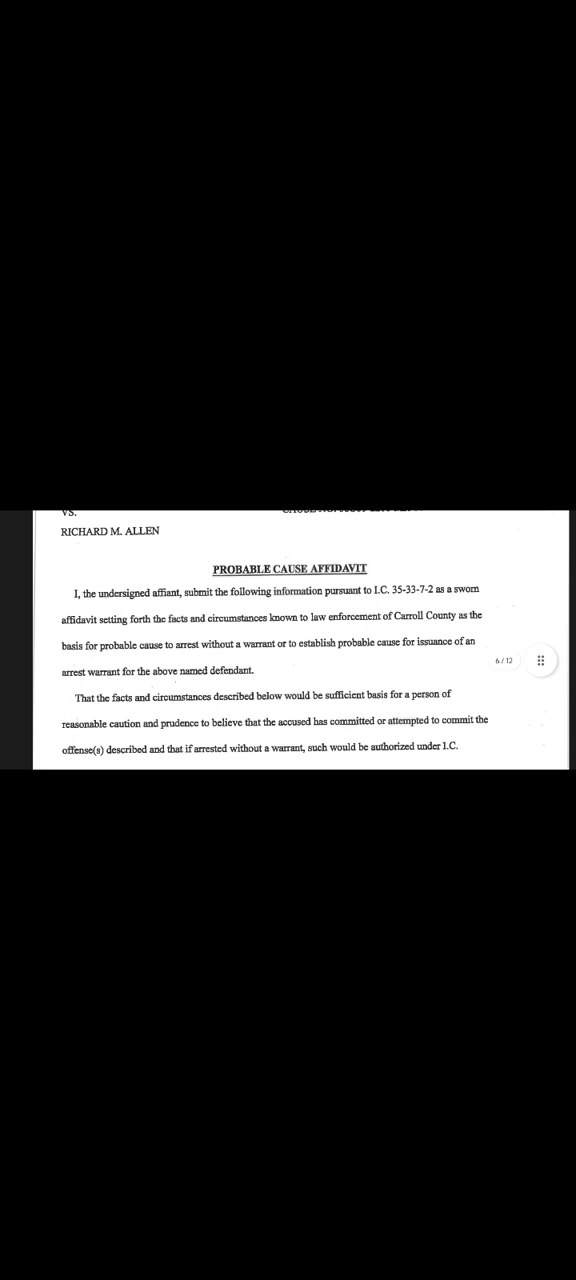 VS.
RICHARD M. ALLEN
PROBABLE CAUSE AFFIDAVIT
I, the undersigned affiant, submit the following information pursuant to I.C. 35-33-7-2 as a sworn
affidavit setting forth the facts and circumstances known to law enforcement of Carroll County as the
basis for probable cause to arrest without a warrant or to establish probable cause for issuance of an
arrest warrant for the above named defendant.
6 / 12
That the facts and circumstances described below would be sufficient basis for a person of
reasonable caution and prudence to believe that the accused has committed or attempted to commit the
offense(s) described and that if arrested without a warrant, such would be authorized under I.C.